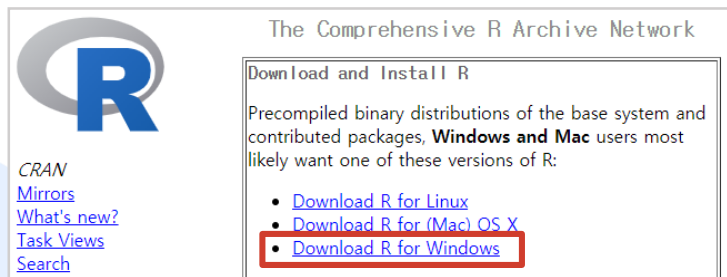 The Comprehensive R Archive Network
R
Download and Install R
Precompiled binary distributions of the base system and
contributed packages, Windows and Mac users most
likely want one of these versions of R:
Download R for Linux
Download R for (Mac) OS X
Download R for Windows
CRAN
Mirrors
What's new?
Task Views
Search